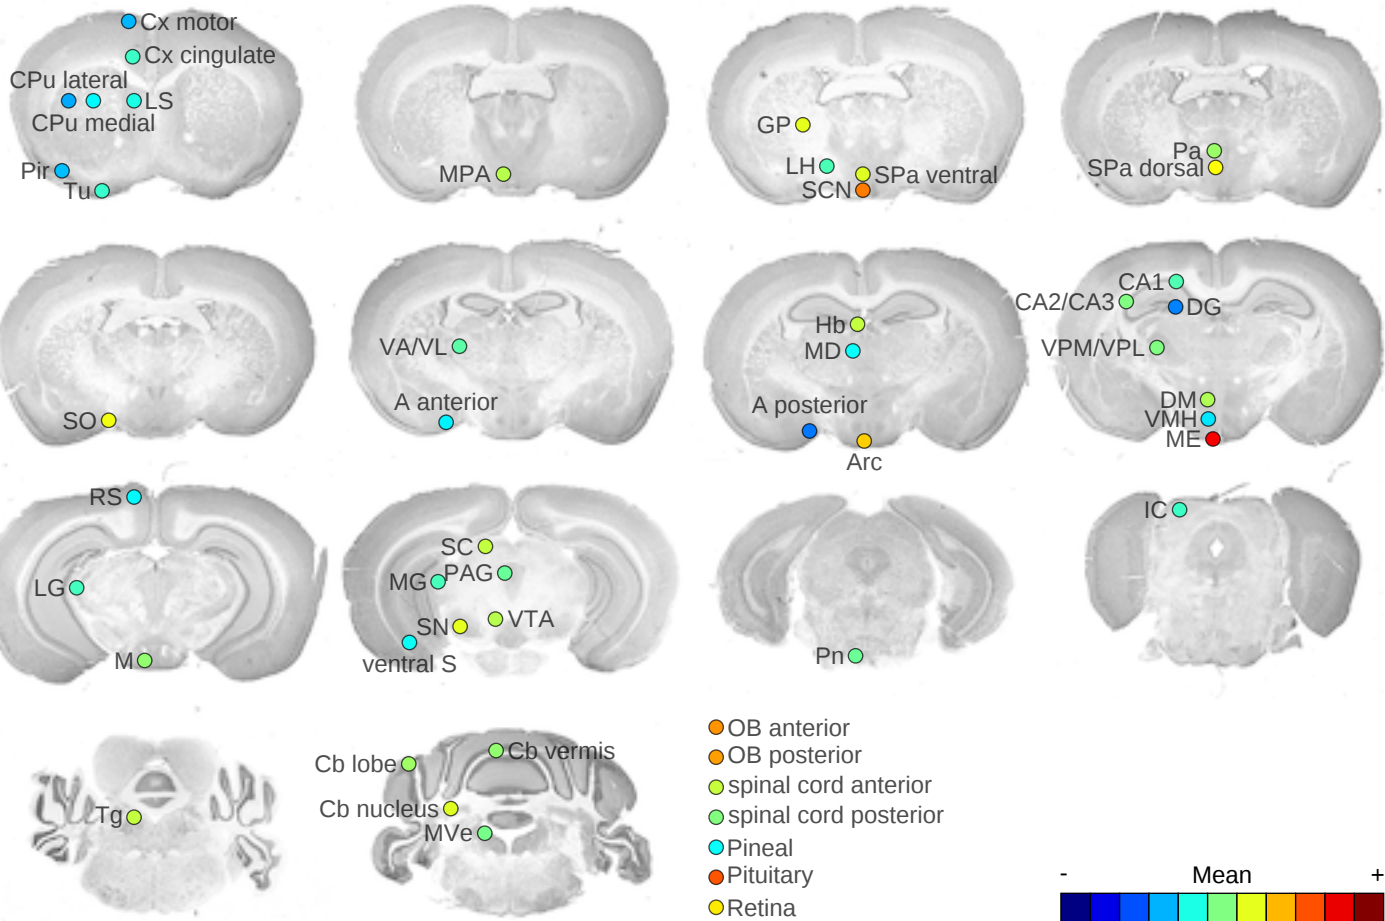 Cx motor
Cx cingulate
CPu lateral
LS
CPu medial
Pir
Tu
MPA
GP
LH
SPa ventral
SCN
Pa
SPa dorsal
SO
VA/VL
A anterior
Hb
MD
A posterior
Arc
CA1
CA2/CA3
DG
VPM/VPL
DM
VMH
ME
RS
LG
M
SC
MG
PAG
SN
VTA
ventral S
Pn
IC
Tg
Cb lobe
Cb vermis
Cb nucleus
MVe
OB anterior
OB posterior
spinal cord anterior
spinal cord posterior
Pineal
Pituitary
Retina
- Mean +